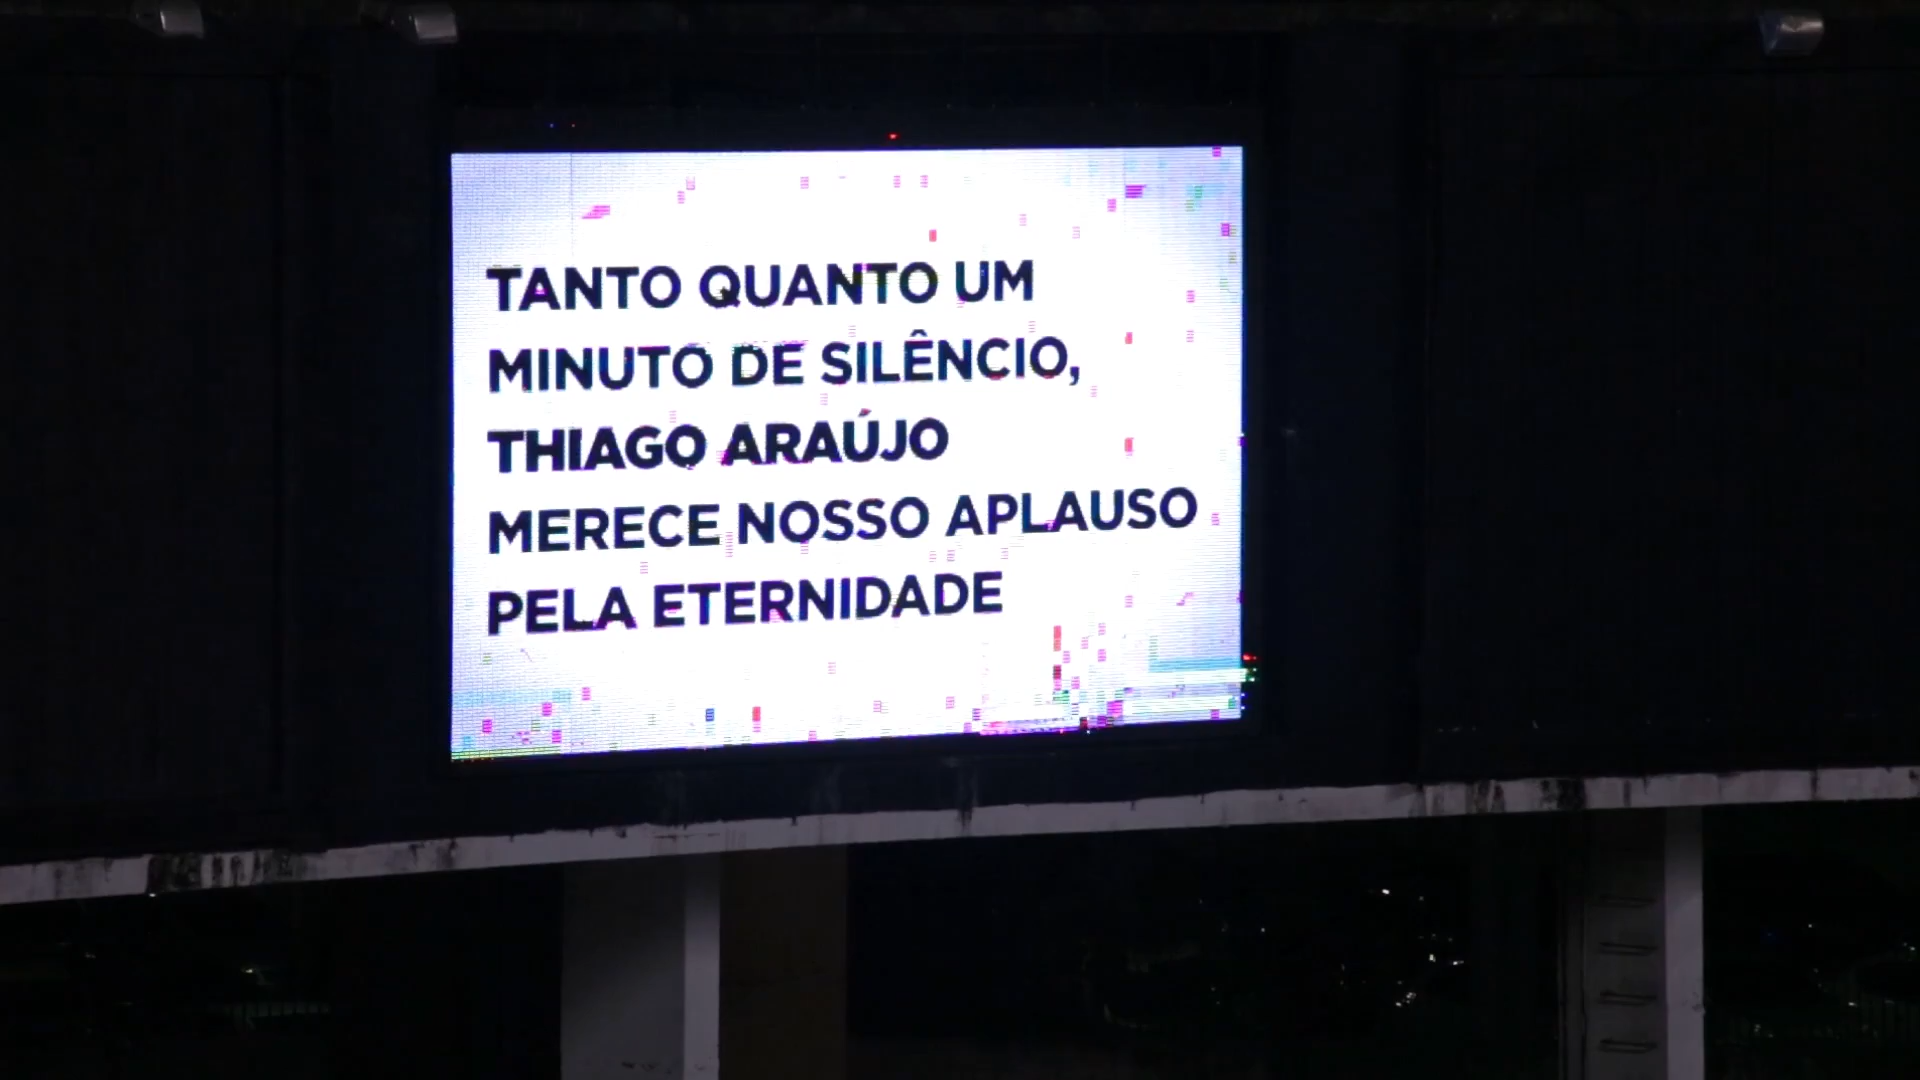 TANTO QUANTO UM
MINUTO DE SILÊNCIO,
THIAGO ARAÚJO
MERECE NOSSO APLAUSO
PELA ETERNIDADE